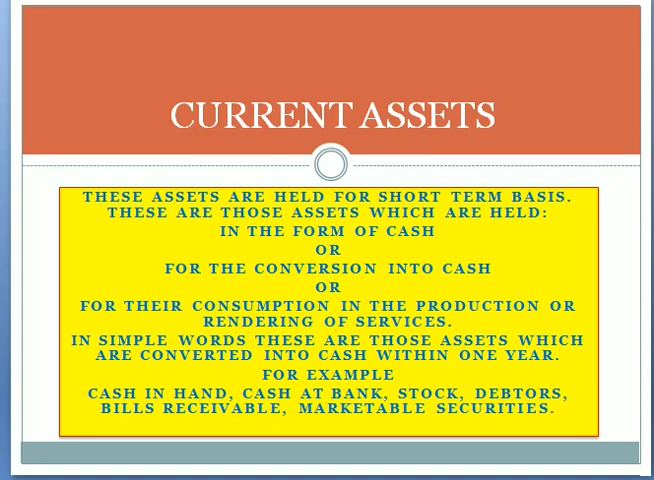 CURRENT ASSETS
THESE ASSETS ARE HELD FOR SHORT TERM BASIS.
THESE ARE THOSE ASSETS WHICH ARE HELD:
IN THE FORM OF CASH
OR
FOR THE CONVERSION INTO CASH
OR
FOR THEIR CONSUMPTION IN THE PRODUCTION OR
RENDERING OF SERVICES.
IN SIMPLE WORDS THESE ARE THOSE ASSETS WHICH
ARE CONVERTED INTO CASH WITHIN ONE YEAR.
FOR EXAMPLE
CASH IN HAND, CASH AT BANK, STOCK, DEBTORS,
BILLS RECEIVABLE, MARKETABLE SECURITIES.